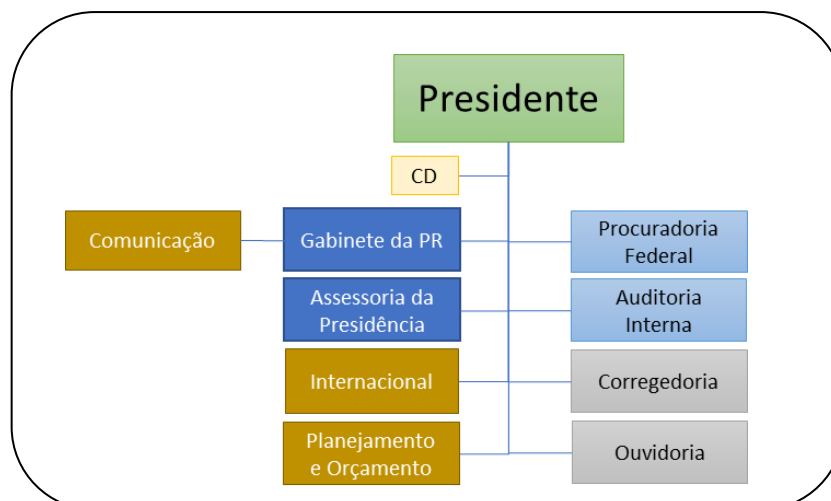 Presidente
CD
Comunicação
Gabinete da PR
Procuradoria
Federal
Assessoria da
Presidência
Auditoria
Interna
Internacional
Corregedoria
Planejamento
e Orçamento
Ouvidoria